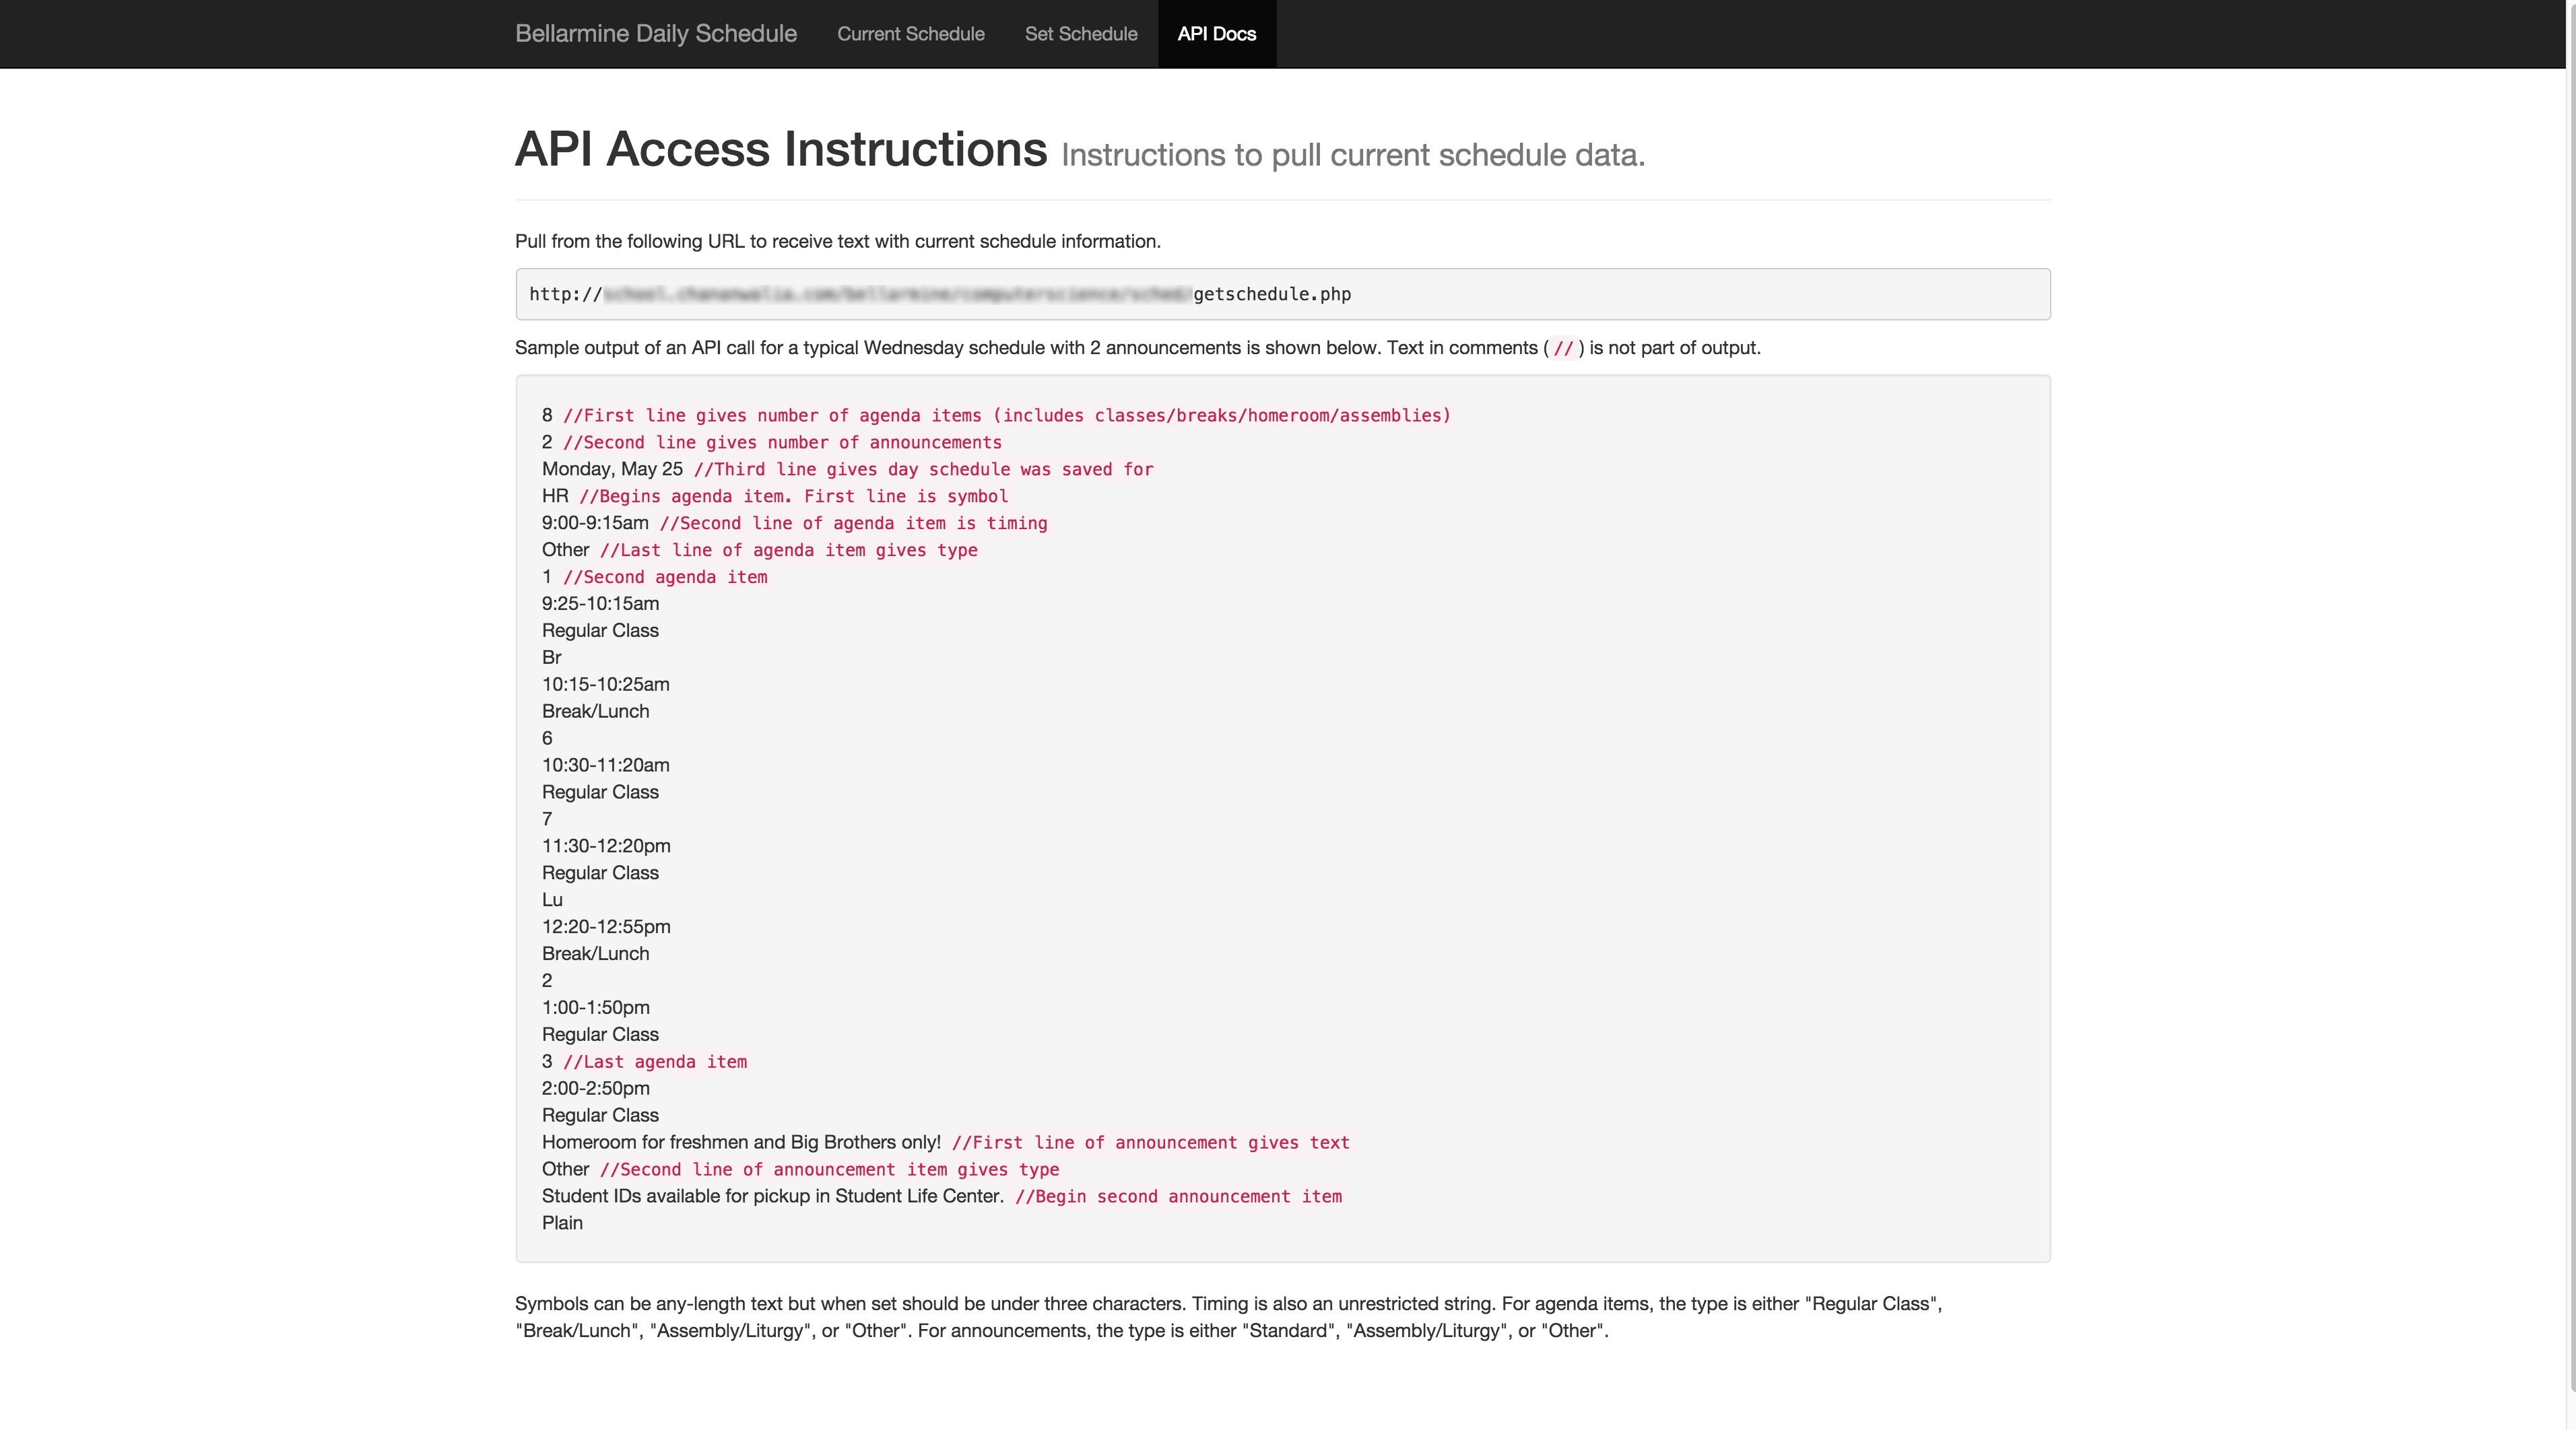 Bellarmine Daily Schedule Current Schedule Set Schedule API Docs
API Access Instructions Instructions to pull current schedule data.
Pull from the following URL to receive text with current schedule information.
http:// getschedule.php
Sample output of an API call for a typical Wednesday schedule with 2 announcements is shown below. Text in comments ( // ) is not part of output.
8 //First line gives number of agenda items (includes classes/breaks/homeroom/assemblies)
2 //Second line gives number of announcements
Monday, May 25 //Third line gives day schedule was saved for
HR //Begins agenda item. First line is symbol
9:00-9:15am //Second line of agenda item is timing
Other //Last line of agenda item gives type
1 //Second agenda item
9:25-10:15am
Regular Class
Br
10:15-10:25am
Break/Lunch
6
10:30-11:20am
Regular Class
7
11:30-12:20pm
Regular Class
Lu
12:20-12:55pm
Break/Lunch
2
1:00-1:50pm
Regular Class
3 //Last agenda item
2:00-2:50pm
Regular Class
Homeroom for freshmen and Big Brothers only! //First line of announcement gives text
Other //Second line of announcement item gives type
Student IDs available for pickup in Student Life Center. //Begin second announcement item
Plain
Symbols can be any-length text but when set should be under three characters. Timing is also an unrestricted string. For agenda items, the type is either "Regular Class",
"Break/Lunch", "Assembly/Liturgy", or "Other". For announcements, the type is either "Standard", "Assembly/Liturgy", or "Other".